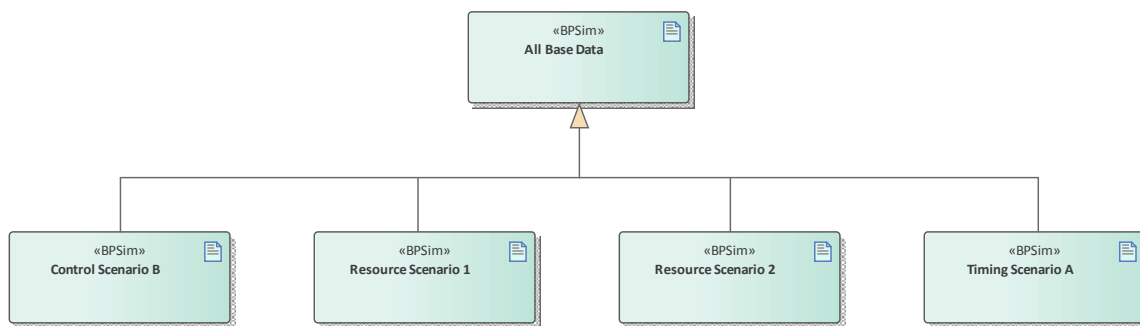 «BPSim»
All Base Data
«BPSim»
Control Scenario B
«BPSim»
Resource Scenario 1
«BPSim»
Resource Scenario 2
«BPSim»
Timing Scenario A